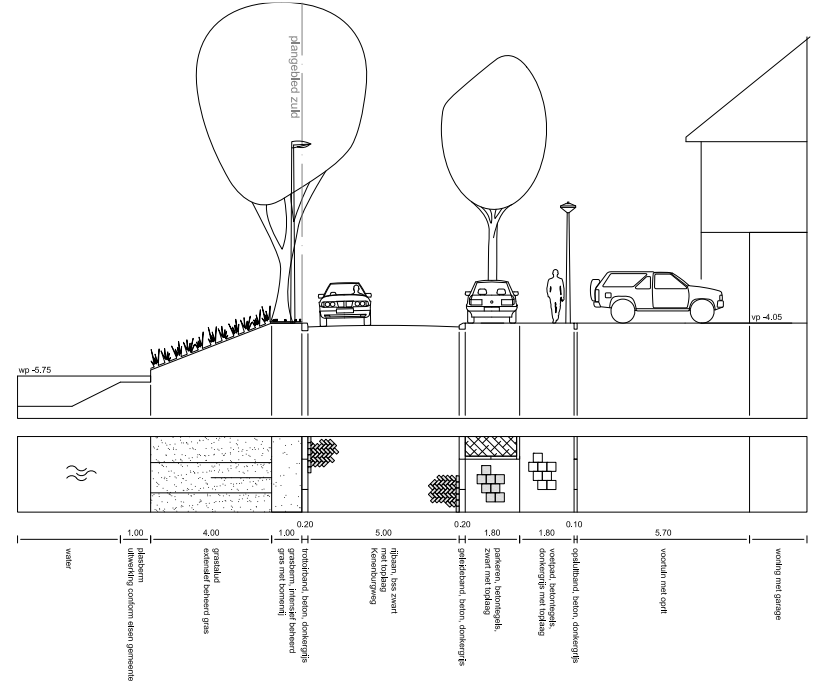 plangebied zuid
vp -4.05
wp -5.75
0.20
0.20
0.10
1.00
4.00
1.00
5.00
1.80
1.80
5.70
water
plasberm
uitwerking conform eisen gemeente
grastalud
extensief beheerd gras
grasberm, intensief beheerd
gras met bomenrij
trottoirband, beton, donkergrijs
rijbaan, bss zwart
met toplaag
Kenenburgweg
geleideband, beton, donkergrijs
parkeren, betontegels,
zwart met toplaag
voetpad, betontegels,
donkergrijs met toplaag
opsluitband, beton, donkergrijs
voortuin met oprit
woning met garage